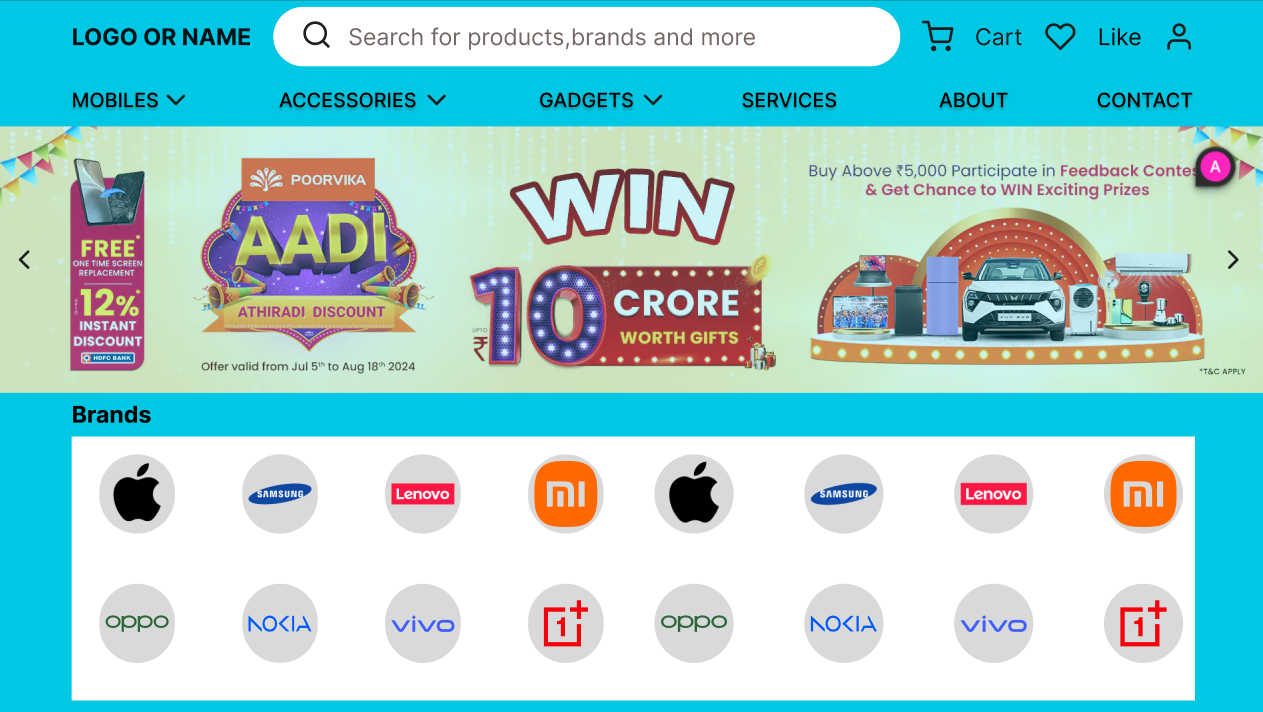 LOGO OR NAME
Search for products,brands and more
Cart
Like
MOBILES
ACCESSORIES
GADGETS
SERVICES
ABOUT
CONTACT
FREE*
ONE TIME SCREEN
REPLACEMENT
UPTO
12%
INSTANT
DISCOUNT
HDFC BANK
POORVIKA
AADI
ATHIRADI DISCOUNT
Offer valid from Jul 5th to Aug 18th 2024
WIN
UPTO
₹10 CRORE
WORTH GIFTS
Buy Above ₹5,000 Participate in Feedback Contes
& Get Chance to WIN Exciting Prizes
A
*T&C APPLY
Brands
SAMSUNG
Lenovo
mi
SAMSUNG
Lenovo
mi
oppo
NOKIA
vivo
1+
oppo
NOKIA
vivo
1+